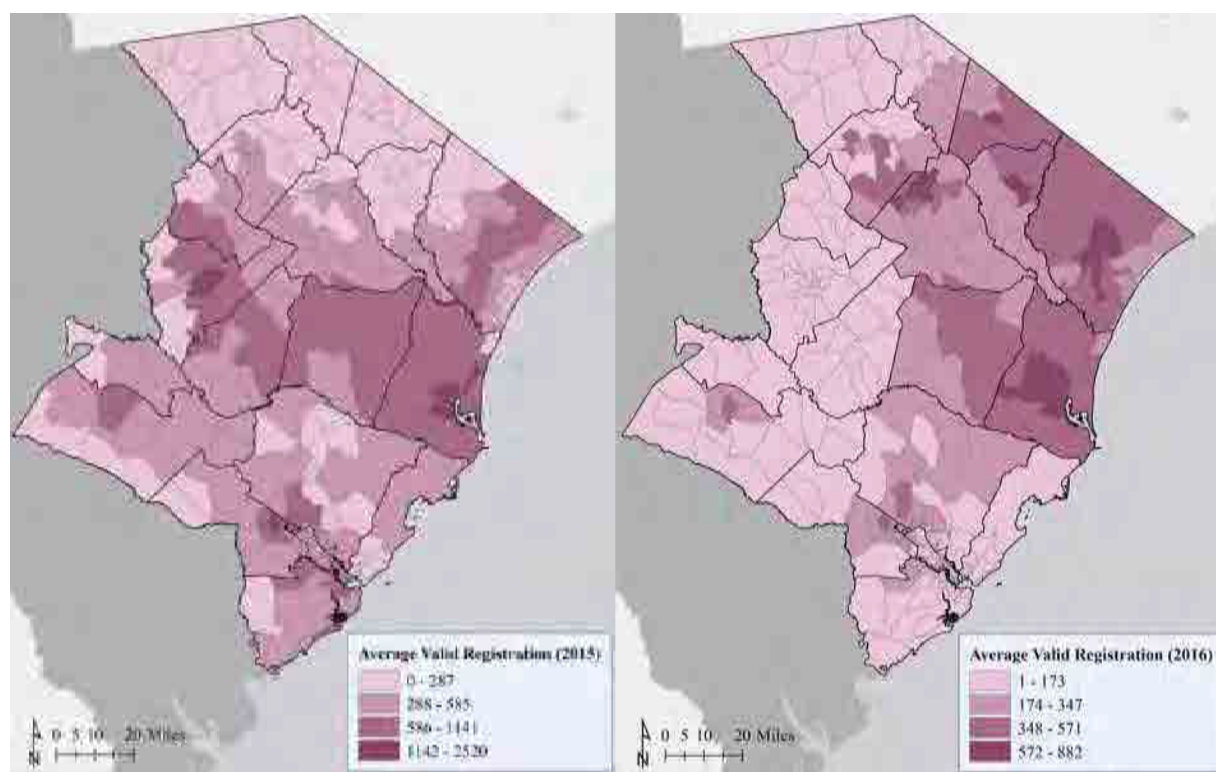 Average Valid Registration (2015)
0 - 287
288 - 585
586 - 1141
1142 - 2520
0 5 10 20 Miles
N
Average Valid Registration (2016)
1 - 173
174 - 347
348 - 571
572 - 882
0 5 10 20 Miles
N